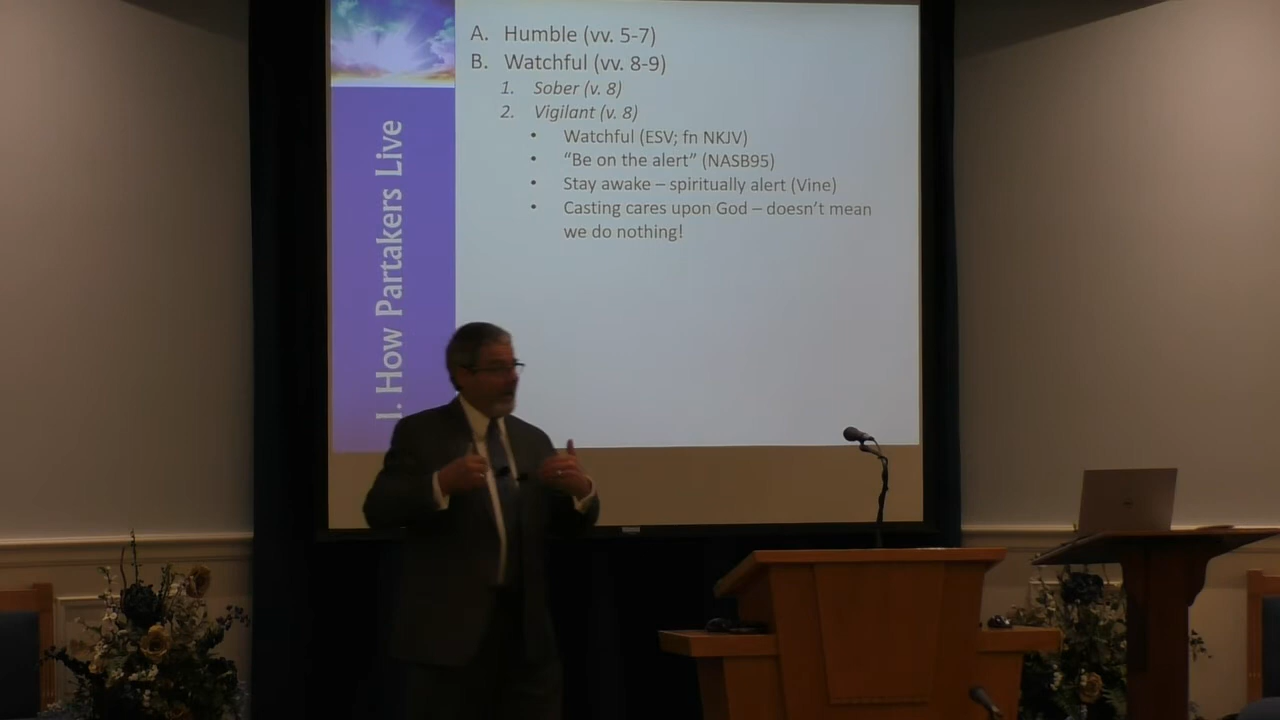 I. How Partakers Live
A. Humble (vv. 5-7)
B. Watchful (vv. 8-9)
1. Sober (v. 8)
2. Vigilant (v. 8)
• Watchful (ESV; fn NKJV)
• “Be on the alert” (NASB95)
• Stay awake – spiritually alert (Vine)
• Casting cares upon God – doesn’t mean
we do nothing!